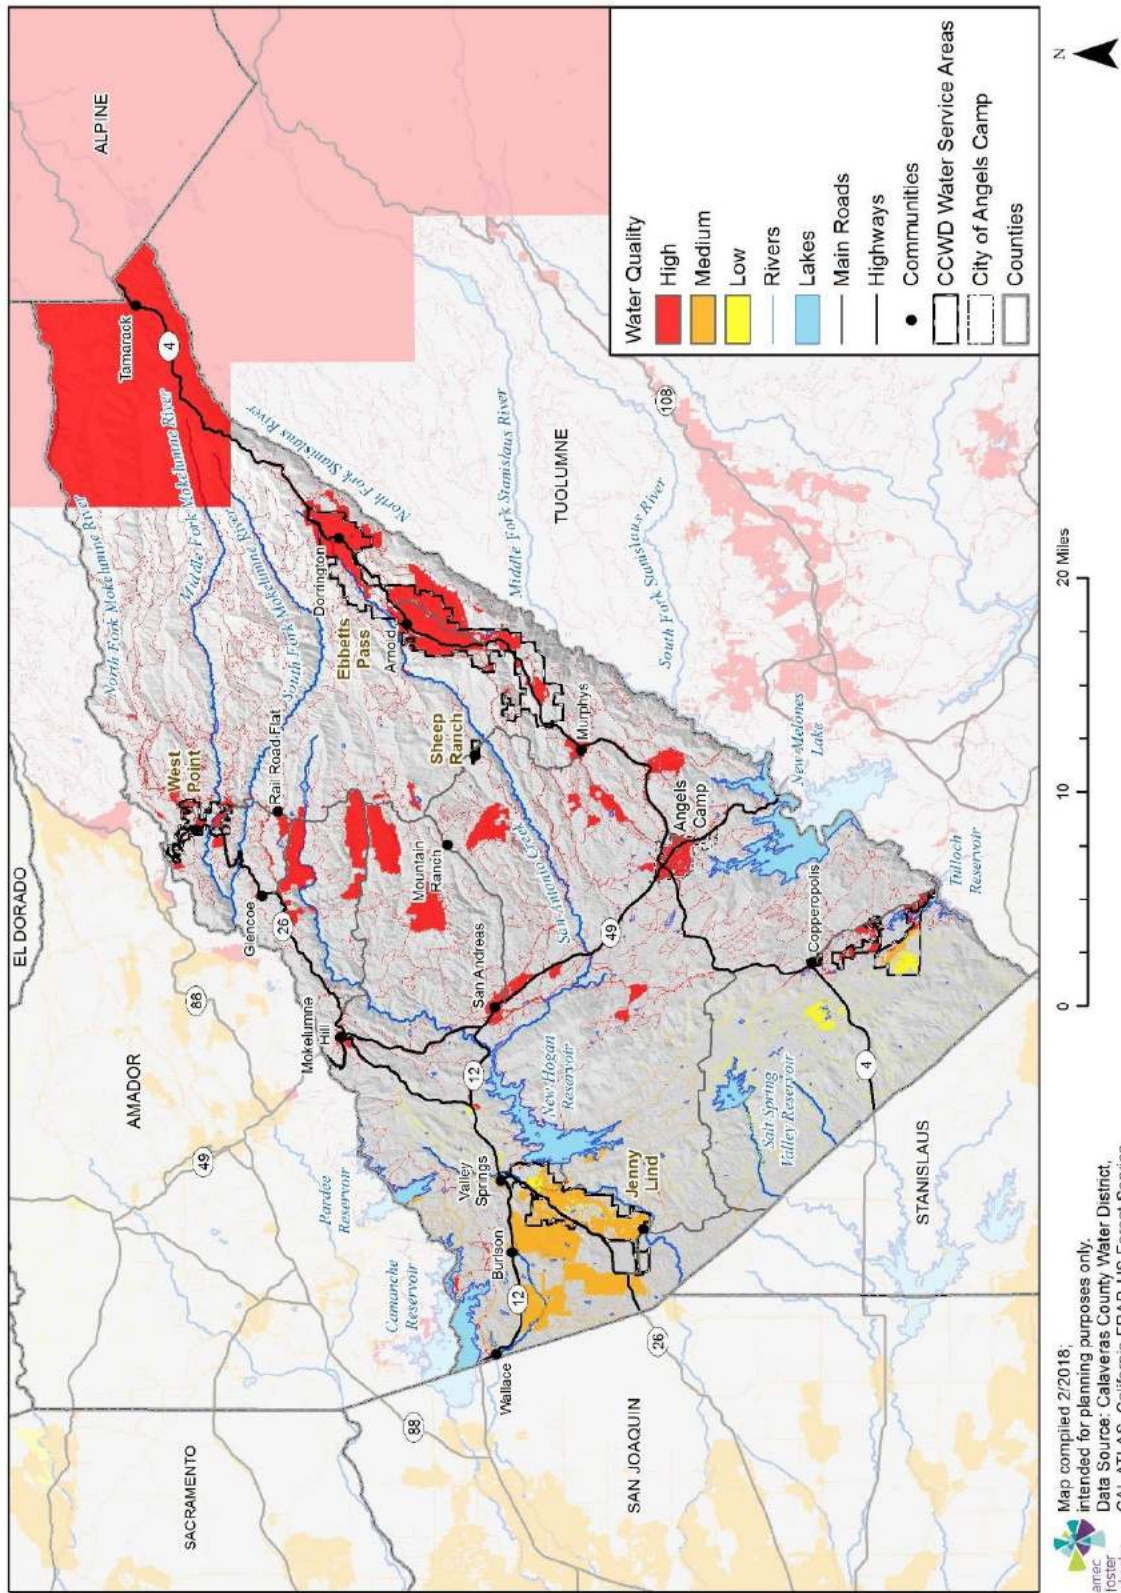 EL DORADO
ALPINE
AMADOR
SACRAMENTO
SAN JOAQUIN
STANISLAUS
TUOLUMNE
Tamarack
4
North Fork Mokelumne River
Middle Fork Mokelumne River
South Fork Mokelumne River
North Fork Stanislaus River
Middle Fork Stanislaus River
South Fork Stanislaus River
West
Point
Rail Road Flat
Glencoe
26
88
49
Mokelumne
Hill
Dorrington
Ebbetts
Pass
Arnold
Sheep
Ranch
Mountain
Ranch
Murphys
San Andreas
San Antonio Creek
49
Angels
Camp
New Melones
Lake
108
Pardee
Reservoir
Camanche
Reservoir
Valley
Springs
12
New Hogan
Reservoir
Burlson
12
Wallace
88
Jenny
Lind
26
Salt Spring
Valley Reservoir
Copperopolis
4
Tulloch
Reservoir
Water Quality
High
Medium
Low
Rivers
Lakes
Main Roads
Highways
Communities
CCWD Water Service Areas
City of Angels Camp
Counties
N
0
10
20 Miles
amec
foster
Map compiled 2/2018;
intended for planning purposes only.
Data Source: Calaveras County Water District,